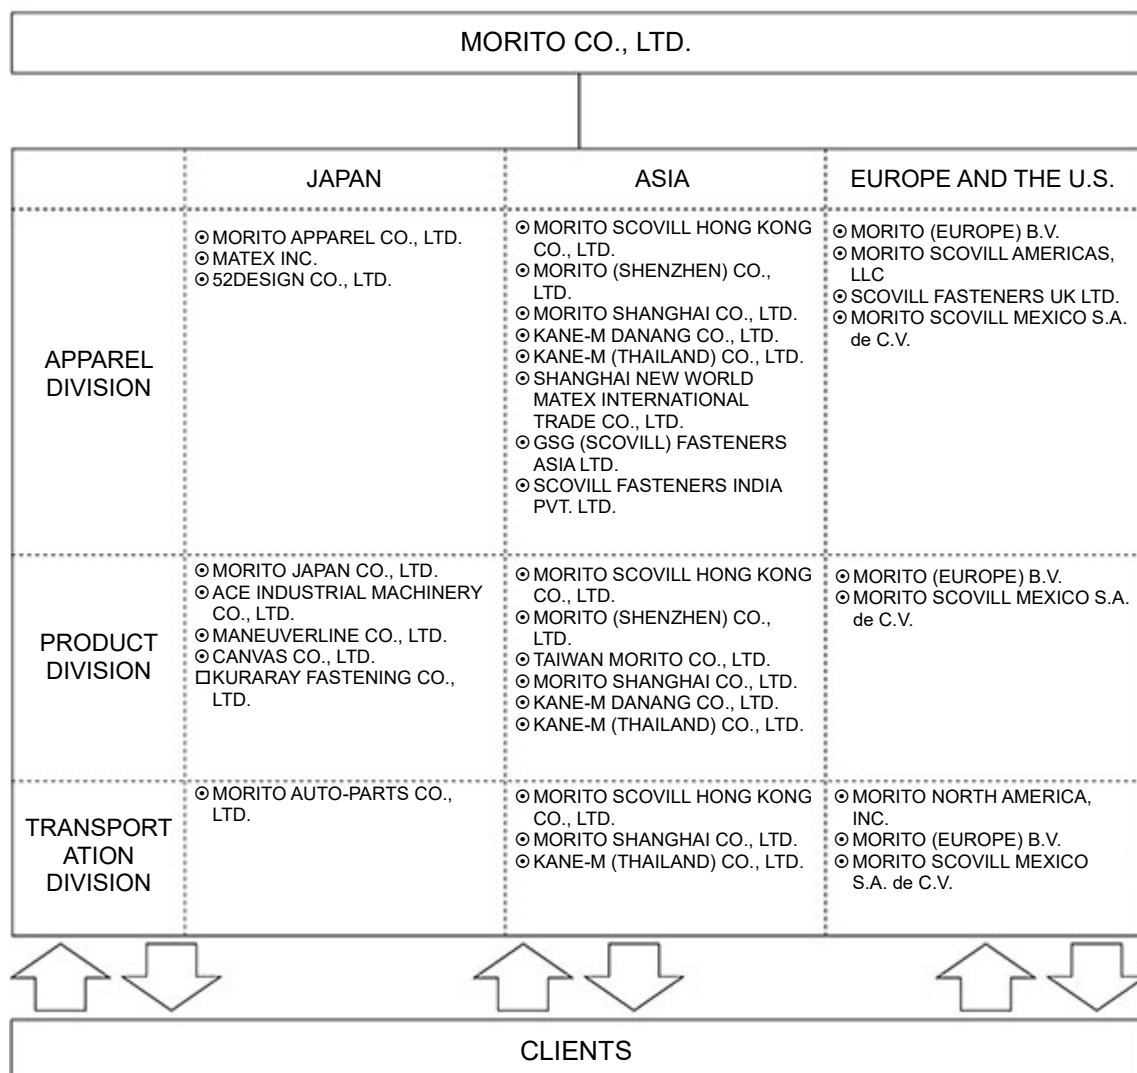 MORITO CO., LTD.
JAPAN
ASIA
EUROPE AND THE U.S.
APPAREL
DIVISION
⊙MORITO APPAREL CO., LTD.
⊙MATEX INC.
⊙52DESIGN CO., LTD.
⊙MORITO SCOVILL HONG KONG
CO., LTD.
⊙MORITO (SHENZHEN) CO.,
LTD.
⊙MORITO SHANGHAI CO., LTD.
⊙KANE-M DANANG CO., LTD.
⊙KANE-M (THAILAND) CO., LTD.
⊙SHANGHAI NEW WORLD
MATEX INTERNATIONAL
TRADE CO., LTD.
⊙GSG (SCOVILL) FASTENERS
ASIA LTD.
⊙SCOVILL FASTENERS INDIA
PVT. LTD.
⊙MORITO (EUROPE) B.V.
⊙MORITO SCOVILL AMERICAS,
LLC
⊙SCOVILL FASTENERS UK LTD.
⊙MORITO SCOVILL MEXICO S.A.
de C.V.
PRODUCT
DIVISION
⊙MORITO JAPAN CO., LTD.
⊙ACE INDUSTRIAL MACHINERY
CO., LTD.
⊙MANEUVERLINE CO., LTD.
⊙CANVAS CO., LTD.
□KURARAY FASTENING CO.,
LTD.
⊙MORITO SCOVILL HONG KONG
CO., LTD.
⊙MORITO (SHENZHEN) CO.,
LTD.
⊙TAIWAN MORITO CO., LTD.
⊙MORITO SHANGHAI CO., LTD.
⊙KANE-M DANANG CO., LTD.
⊙KANE-M (THAILAND) CO., LTD.
⊙MORITO (EUROPE) B.V.
⊙MORITO SCOVILL MEXICO S.A.
de C.V.
TRANSPORT
ATION
DIVISION
⊙MORITO AUTO-PARTS CO.,
LTD.
⊙MORITO SCOVILL HONG KONG
CO., LTD.
⊙MORITO SHANGHAI CO., LTD.
⊙KANE-M (THAILAND) CO., LTD.
⊙MORITO NORTH AMERICA,
INC.
⊙MORITO (EUROPE) B.V.
⊙MORITO SCOVILL MEXICO
S.A. de C.V.
CLIENTS